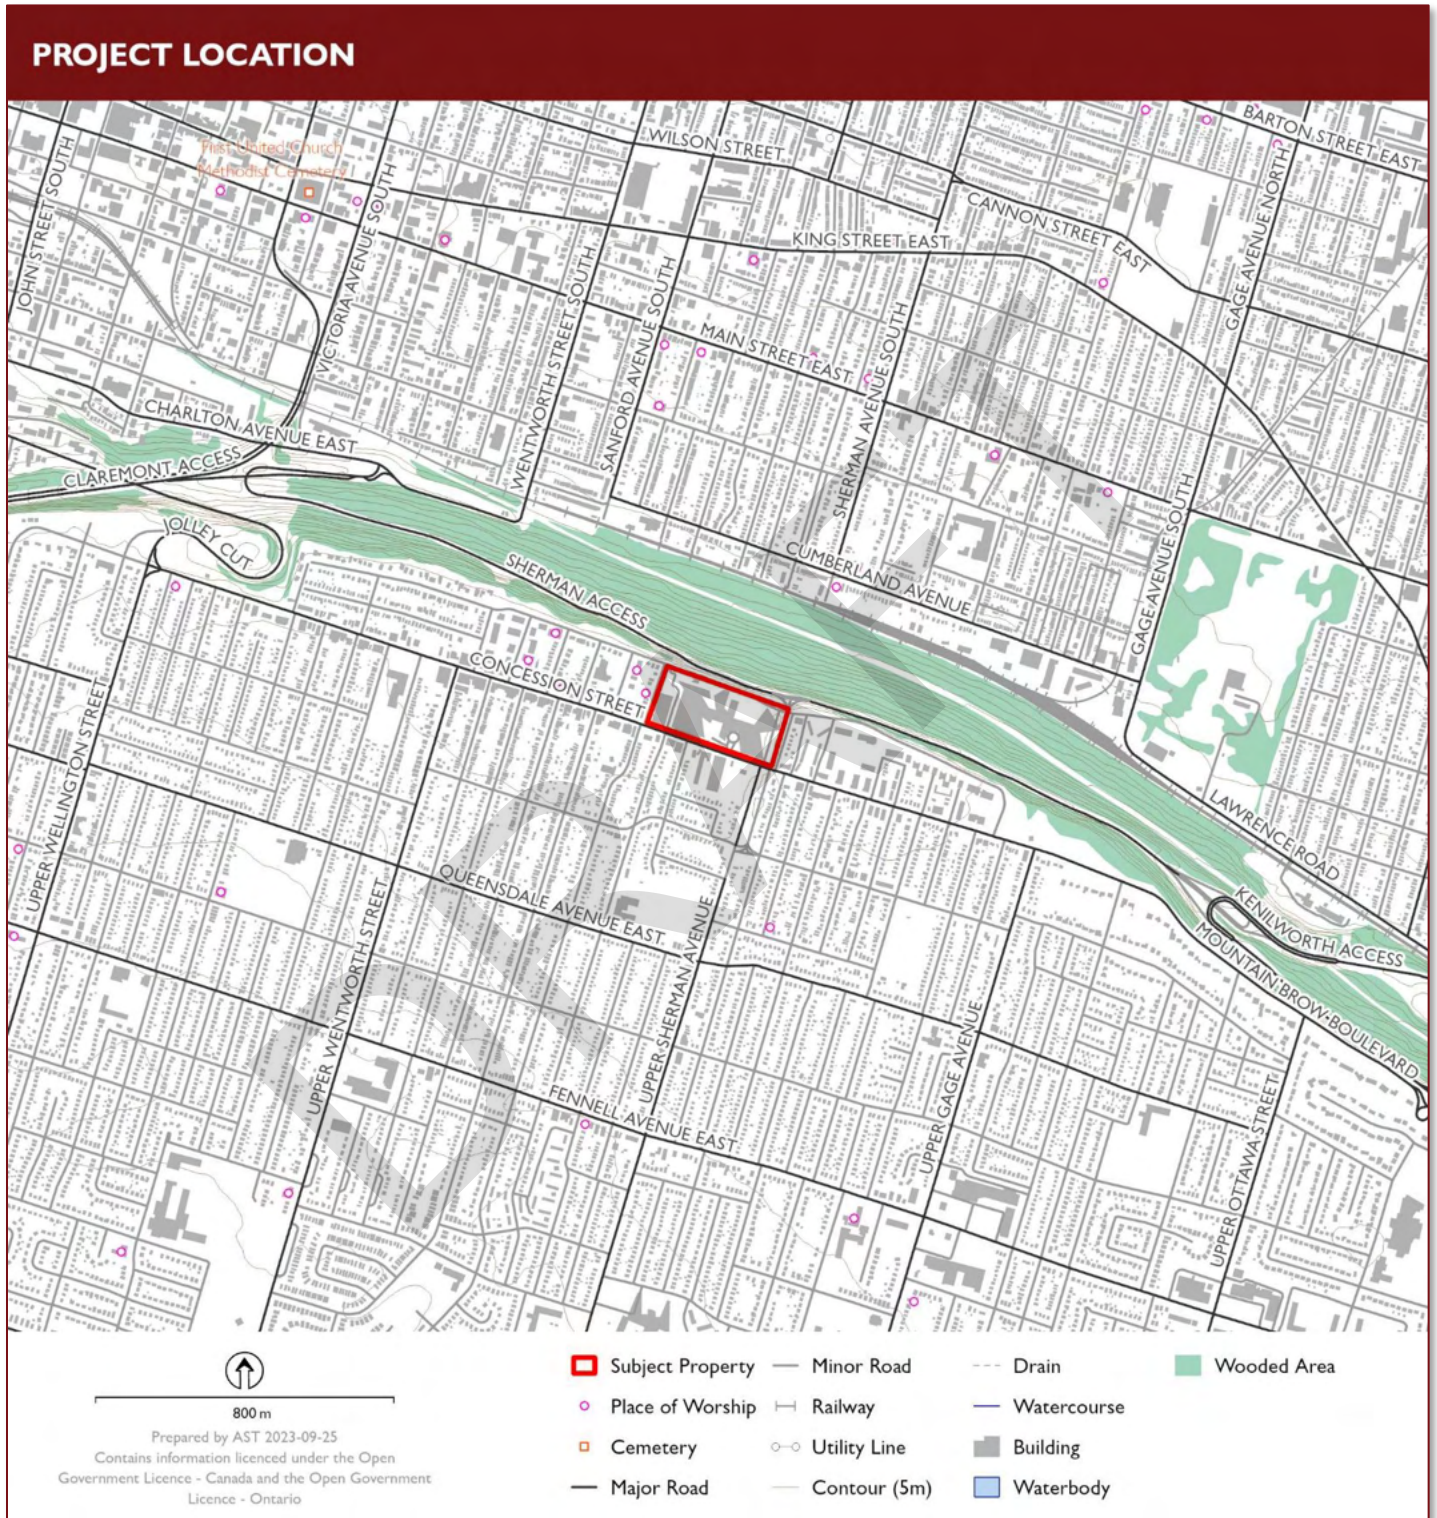 PROJECT LOCATION
WILSON STREET
BARTON STREET EAST
First United Church
Methodist Cemetery
JOHN STREET SOUTH
VICTORIA AVENUE SOUTH
CANNON STREET EAST
KING STREET EAST
GAGE AVENUE NORTH
WENTWORTH STREET SOUTH
SANFORD AVENUE SOUTH
MAIN STREET EAST
SHERMAN AVENUE SOUTH
CHARLTON AVENUE EAST
CLAREMONT ACCESS
JOLLEY CUT
SHERMAN ACCESS
CUMBERLAND AVENUE
GAGE AVENUE SOUTH
CONCESSION STREET
UPPER WELLINGTON STREET
LAWRENCE ROAD
QUEENSDALE AVENUE EAST
KENILWORTH ACCESS
MOUNTAIN BROW BOULEVARD
UPPER WENTWORTH STREET
UPPER SHERMAN AVENUE
UPPER GAGE AVENUE
FENNELL AVENUE EAST
UPPER OTTAWA STREET
DRAFT
800 m
Prepared by AST 2023-09-25
Contains information licenced under the Open
Government Licence - Canada and the Open Government
Licence - Ontario
Subject Property
Place of Worship
Cemetery
Major Road
Minor Road
Railway
Utility Line
Contour (5m)
Drain
Watercourse
Building
Waterbody
Wooded Area